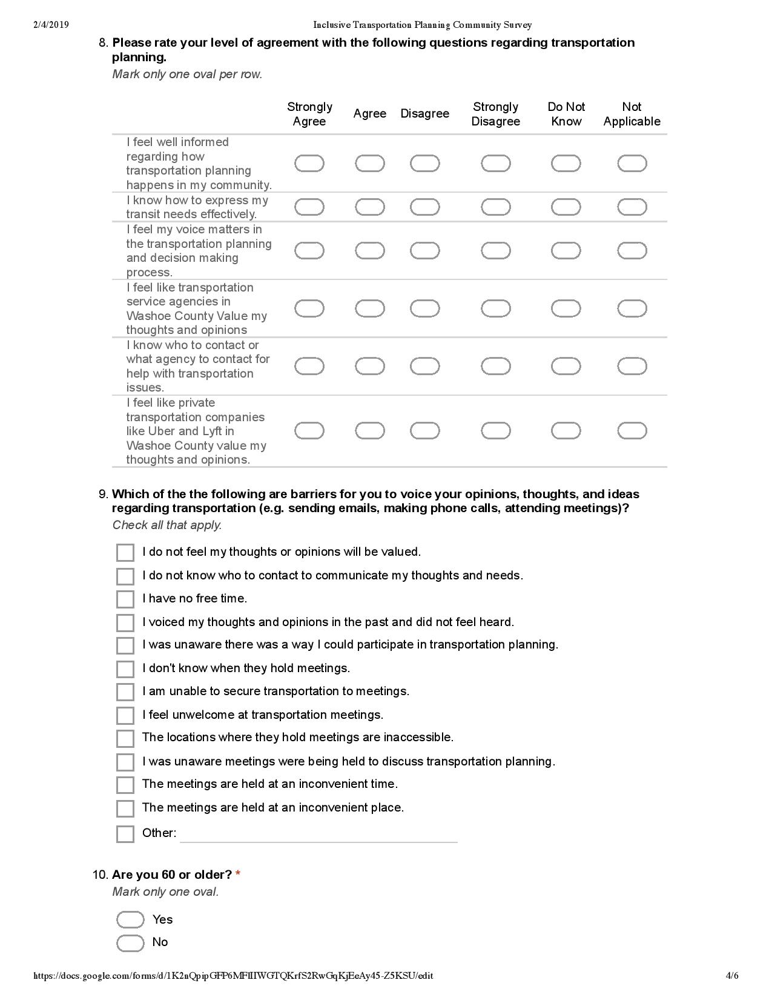 2/4/2019 Inclusive Transportation Planning Community Survey
8. Please rate your level of agreement with the following questions regarding transportation
planning.
Mark only one oval per row.
Strongly Agree Agree Disagree Strongly Disagree Do Not Know Not Applicable
I feel well informed
regarding how
transportation planning
happens in my community.
I know how to express my
transit needs effectively.
I feel my voice matters in
the transportation planning
and decision making
process.
I feel like transportation
service agencies in
Washoe County Value my
thoughts and opinions
I know who to contact or
what agency to contact for
help with transportation
issues.
I feel like private
transportation companies
like Uber and Lyft in
Washoe County value my
thoughts and opinions.
9. Which of the the following are barriers for you to voice your opinions, thoughts, and ideas
regarding transportation (e.g. sending emails, making phone calls, attending meetings)?
Check all that apply.
I do not feel my thoughts or opinions will be valued.
I do not know who to contact to communicate my thoughts and needs.
I have no free time.
I voiced my thoughts and opinions in the past and did not feel heard.
I was unaware there was a way I could participate in transportation planning.
I don't know when they hold meetings.
I am unable to secure transportation to meetings.
I feel unwelcome at transportation meetings.
The locations where they hold meetings are inaccessible.
I was unaware meetings were being held to discuss transportation planning.
The meetings are held at an inconvenient time.
The meetings are held at an inconvenient place.
Other:
10. Are you 60 or older? *
Mark only one oval.
Yes
No
4/6